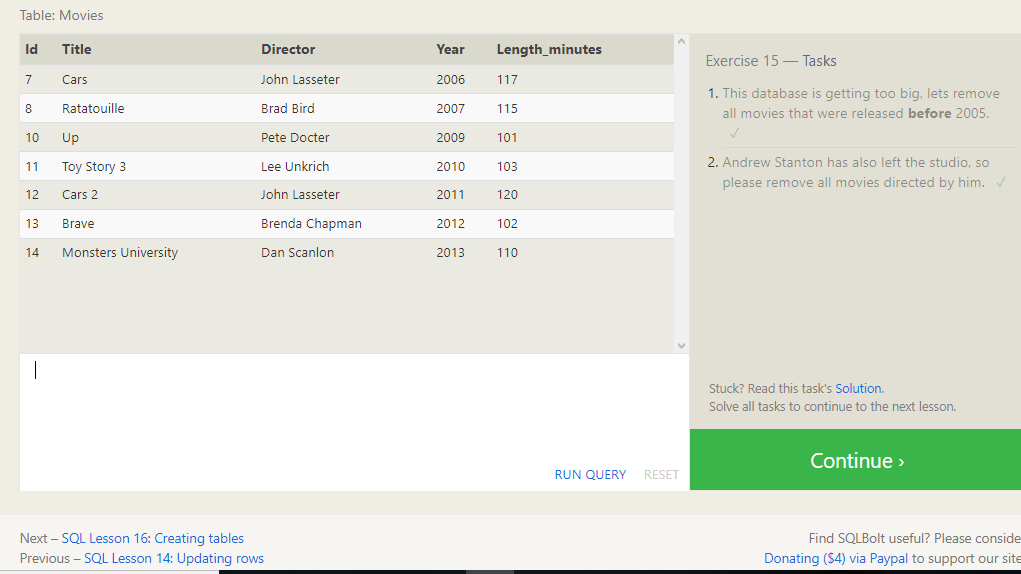 Table: Movies
Id Title Director Year Length_minutes
7 Cars John Lasseter 2006 117
8 Ratatouille Brad Bird 2007 115
10 Up Pete Docter 2009 101
11 Toy Story 3 Lee Unkrich 2010 103
12 Cars 2 John Lasseter 2011 120
13 Brave Brenda Chapman 2012 102
14 Monsters University Dan Scanlon 2013 110
RUN QUERY RESET
Exercise 15 — Tasks
1. This database is getting too big, lets remove
all movies that were released before 2005.
✓
2. Andrew Stanton has also left the studio, so
please remove all movies directed by him. ✓
Stuck? Read this task's Solution.
Solve all tasks to continue to the next lesson.
Continue ›
Next – SQL Lesson 16: Creating tables
Previous – SQL Lesson 14: Updating rows
Find SQLBolt useful? Please conside
Donating ($4) via Paypal to support our site